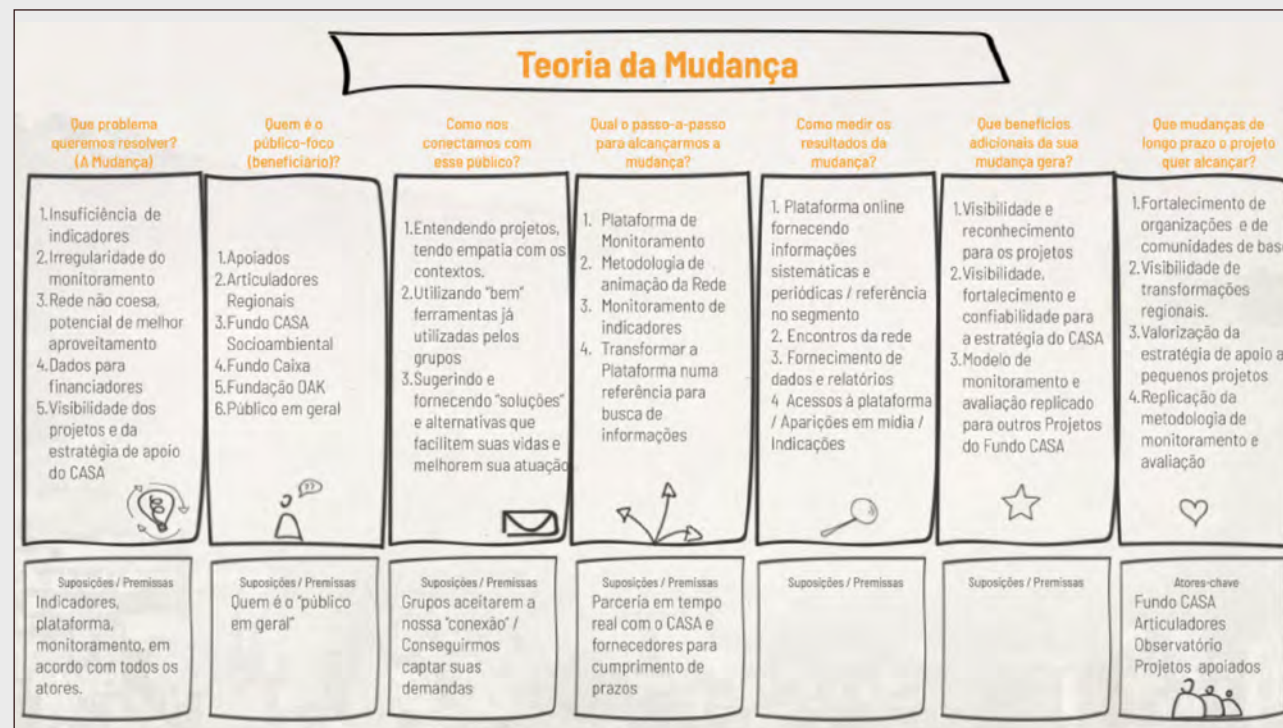 Teoria da Mudança
Que problema
queremos resolver?
(A Mudança)
1.Insuficiência de
indicadores
2.Irregularidade do
monitoramento
3.Rede não coesa,
potencial de melhor
aproveitamento
4.Dados para
financiadores
5.Visibilidade dos
projetos e da
estratégia de apoio
do CASA
Quem é o
público-foco
(beneficiário)?
1.Apoiados
2.Articuladores
Regionais
3.Fundo CASA
Socioambiental
4.Fundo Caixa
5.Fundação OAK
6.Público em geral
Como nos
conectamos com
esse público?
1.Entendendo projetos,
tendo empatia com os
contextos.
2.Utilizando "bem"
ferramentas já
utilizadas pelos
grupos
3.Sugerindo e
fornecendo "soluções"
e alternativas que
facilitem suas vidas e
melhorem sua atuação
Qual o passo-a-passo
para alcançarmos a
mudança?
1. Plataforma de
Monitoramento
2. Metodologia de
animação da Rede
3. Monitoramento de
indicadores
4. Transformar a
Plataforma numa
referência para
busca de
informações
Como medir os
resultados da
mudança?
1. Plataforma online
fornecendo
informações
sistemáticas e
periódicas / referência
no segmento
2. Encontros da rede
3. Fornecimento de
dados e relatórios
4 Acessos à plataforma
/ Aparições em mídia /
Indicações
Que benefícios
adicionais da sua
mudança gera?
1.Visibilidade e
reconhecimento
para os projetos
2.Visibilidade,
fortalecimento e
confiabilidade para
a estratégia do CASA
3.Modelo de
monitoramento e
avaliação replicado
para outros Projetos
do Fundo CASA
Que mudanças de
longo prazo o projeto
quer alcançar?
1.Fortalecimento de
organizações e de
comunidades de bas
2.Visibilidade de
transformações
regionais.
3.Valorização da
estratégia de apoio a
pequenos projetos
4.Replicação da
metodologia de
monitoramento e
avaliação
Suposições / Premissas
Indicadores,
plataforma,
monitoramento, em
acordo com todos os
atores.
Suposições / Premissas
Quem é o "público
em geral"
Suposições / Premissas
Grupos aceitarem a
nossa "conexão" /
Conseguirmos
captar suas
demandas
Suposições / Premissas
Parceria em tempo
real com o CASA e
fornecedores para
cumprimento de
prazos
Suposições / Premissas
Suposições / Premissas
Atores-chave
Fundo CASA
Articuladores
Observatório
Projetos apoiados